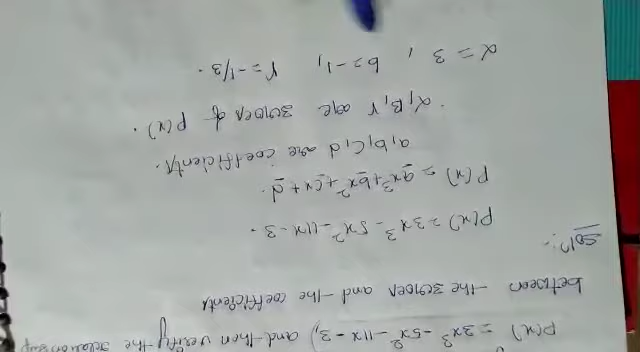 P(x) = 3x³ - 5x² - 11x - 3, and then verify the relationship
between the zeroes and the coefficients
Solⁿ:-
P(x) = 3x³ - 5x² - 11x - 3.
P(x) = ax³ + bx² + cx + d.
a, b, c, d are coefficients.
α, β, γ are zeroes of P(x).
α = 3, b = -1, γ = -1/3.